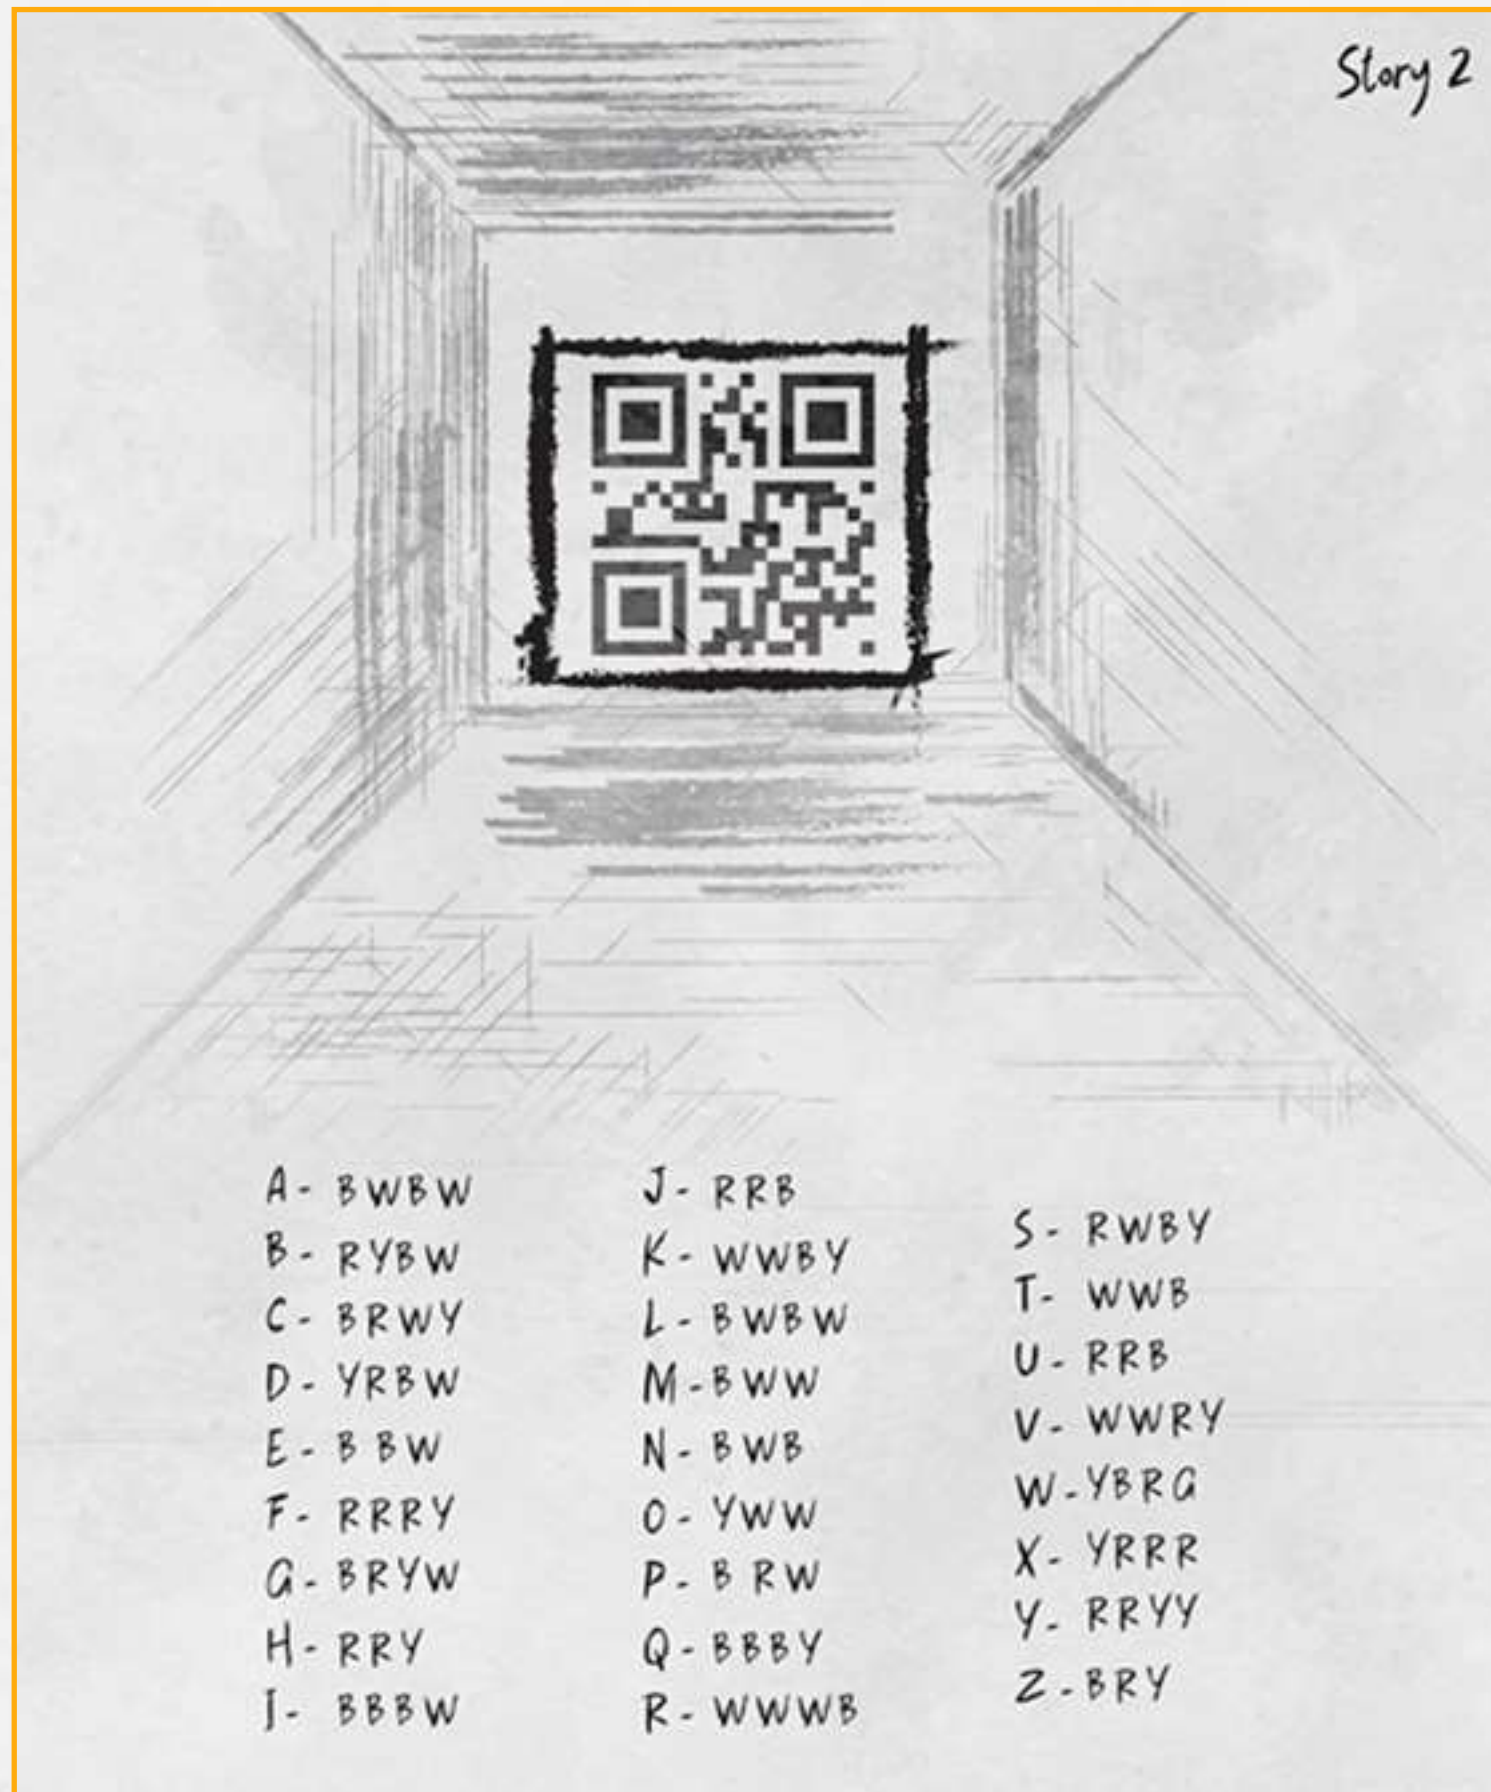 Story 2
A - BWBW
B - RYBW
C - BRWY
D - YRBW
E - BBW
F - RRRY
G - BRYW
H - RRY
I - BBBW
J - RRB
K - WWBY
L - BWBW
M - BWW
N - BWB
O - YWW
P - BRW
Q - BBBY
R - WWWB
S - RWBY
T - WWB
U - RRB
V - WWRY
W - YBRG
X - YRRR
Y - RRYY
Z - BRY